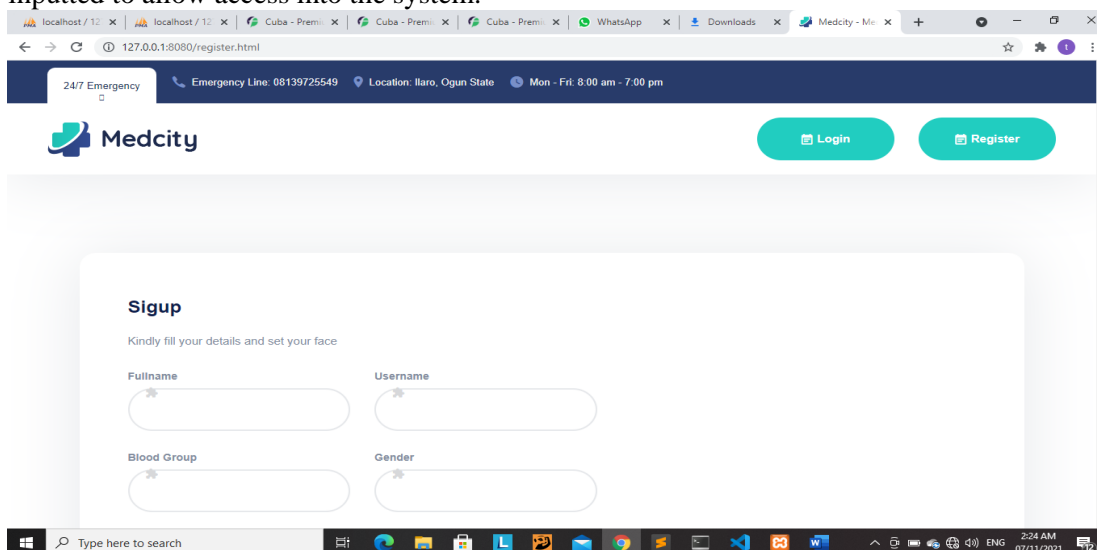 inputted to allow access into the system.
localhost / 12 localhost / 12 Cuba - Premi Cuba - Premi Cuba - Premi WhatsApp Downloads Medcity - Me
127.0.0.1:8080/register.html
24/7 Emergency Emergency Line: 08139725549 Location: Ilaro, Ogun State Mon - Fri: 8:00 am - 7:00 pm
Medcity Login Register
Sigup
Kindly fill your details and set your face
Fullname Username
Blood Group Gender
Type here to search ENG 2:24 AM
07/11/2021